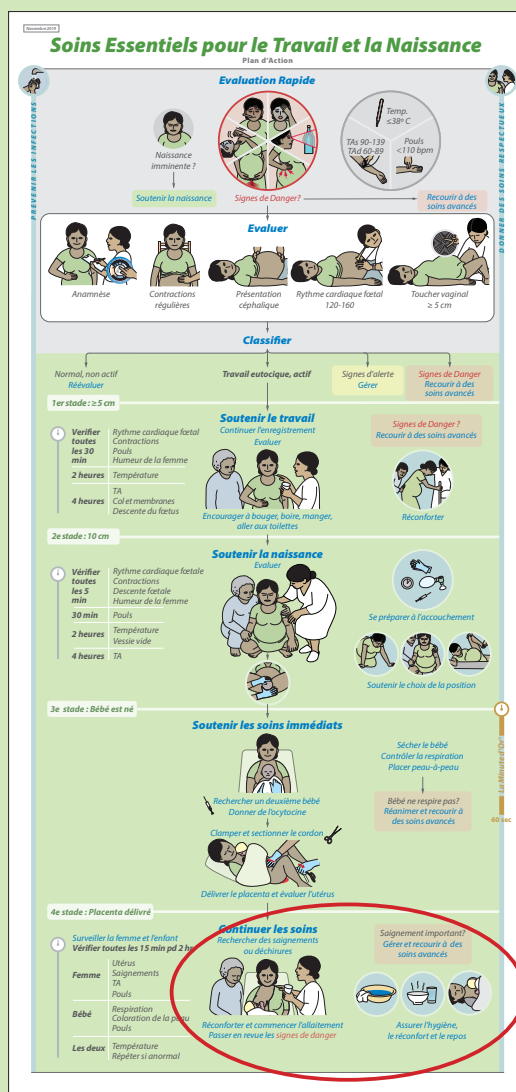 Novembre 2019
Soins Essentiels pour le Travail et la Naissance
Plan d'Action
PRÉVENIR LES INFECTIONS
DONNER DES SOINS RESPECTUEUX
Evaluation Rapide
Naissance
imminente ?
Soutenir la naissance
Signes de Danger?
Temp.
≤38º C
TAs 90-139
TAd 60-89
Pouls
<110 bpm
Recourir à des
soins avancés
Evaluer
Anamnèse
Contractions
régulières
Présentation
céphalique
Rythme cardiaque fœtal
120-160
Toucher vaginal
≥ 5 cm
Classifier
Normal, non actif
Réévaluer
Travail eutocique, actif
Signes d'alerte
Gérer
Signes de Danger
Recourir à des
soins avancés
1er stade : ≥5 cm
Soutenir le travail
Continuer l'enregistrement
Evaluer
Verifier
toutes
les 30
min
Rythme cardiaque fœtal
Contractions
Pouls
Humeur de la femme
2 heures
Température
4 heures
TA
Col et membranes
Descente du fœtus
Encourager à bouger, boire, manger,
aller aux toilettes
Signes de Danger ?
Recourir à des soins avancés
Réconforter
2e stade : 10 cm
Soutenir la naissance
Evaluer
Vérifier
toutes
les 5
min
Rythme cardiaque fœtale
Contractions
Descente fœtale
Humeur de la femme
30 min
Pouls
2 heures
Température
Vessie vide
4 heures
TA
Se préparer à l'accouchement
Soutenir le choix de la position
3e stade : Bébé est né
Soutenir les soins immédiats
Rechercher un deuxième bébé
Donner de l'ocytocine
Clamper et sectionner le cordon
Délivrer le placenta et évaluer l'utérus
Sécher le bébé
Contrôler la respiration
Placer peau-à-peau
Bébé ne respire pas?
Réanimer et recourir à
des soins avancés
La Minute d'Or
60 sec
4e stade : Placenta délivré
Continuer les soins
Rechercher des saignements
ou déchirures
Surveiller la femme et l'enfant
Vérifier toutes les 15 min pd 2 hr
Femme
Utérus
Saignements
TA
Pouls
Bébé
Respiration
Coloration de la peau
Pouls
Les deux
Température
Répéter si anormal
Réconforter et commencer l'allaitement
Passer en revue les signes de danger
Saignement important?
Gérer et recourir à des
soins avancés
Assurer l'hygiène,
le réconfort et le repos